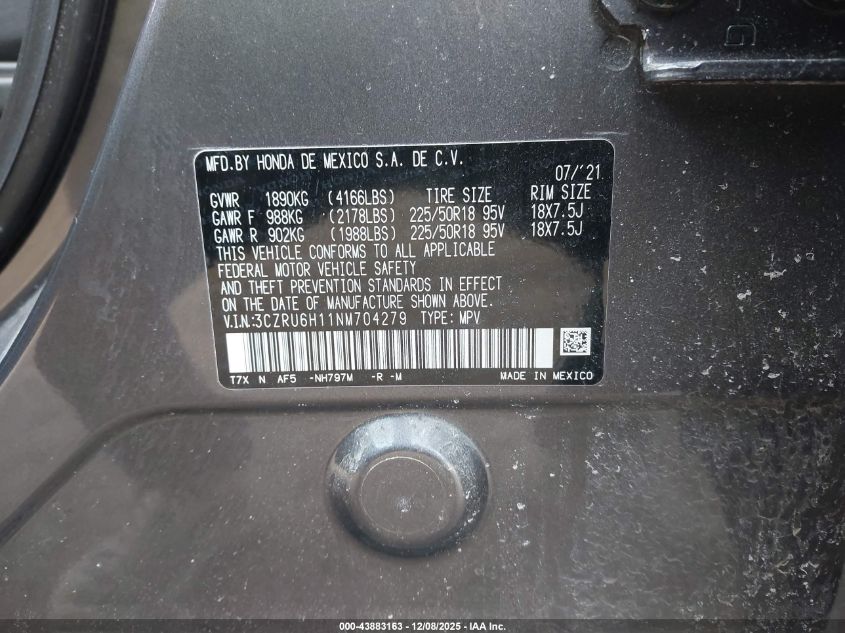 G
MFD.BY HONDA DE MEXICO S.A. DE C.V.
07/'21
GVWR 1890KG (4166LBS) TIRE SIZE RIM SIZE
GAWR F 988KG (2178LBS) 225/50R18 95V 18X7.5J
GAWR R 902KG (1988LBS) 225/50R18 95V 18X7.5J
THIS VEHICLE CONFORMS TO ALL APPLICABLE
FEDERAL MOTOR VEHICLE SAFETY
AND THEFT PREVENTION STANDARDS IN EFFECT
ON THE DATE OF MANUFACTURE SHOWN ABOVE.
V.I.N.:3CZRU6H11NM704279 TYPE: MPV
T7X N AF5 -NH797M -R -M MADE IN MEXICO
000-43883163 - 12/08/2025 - IAA Inc.